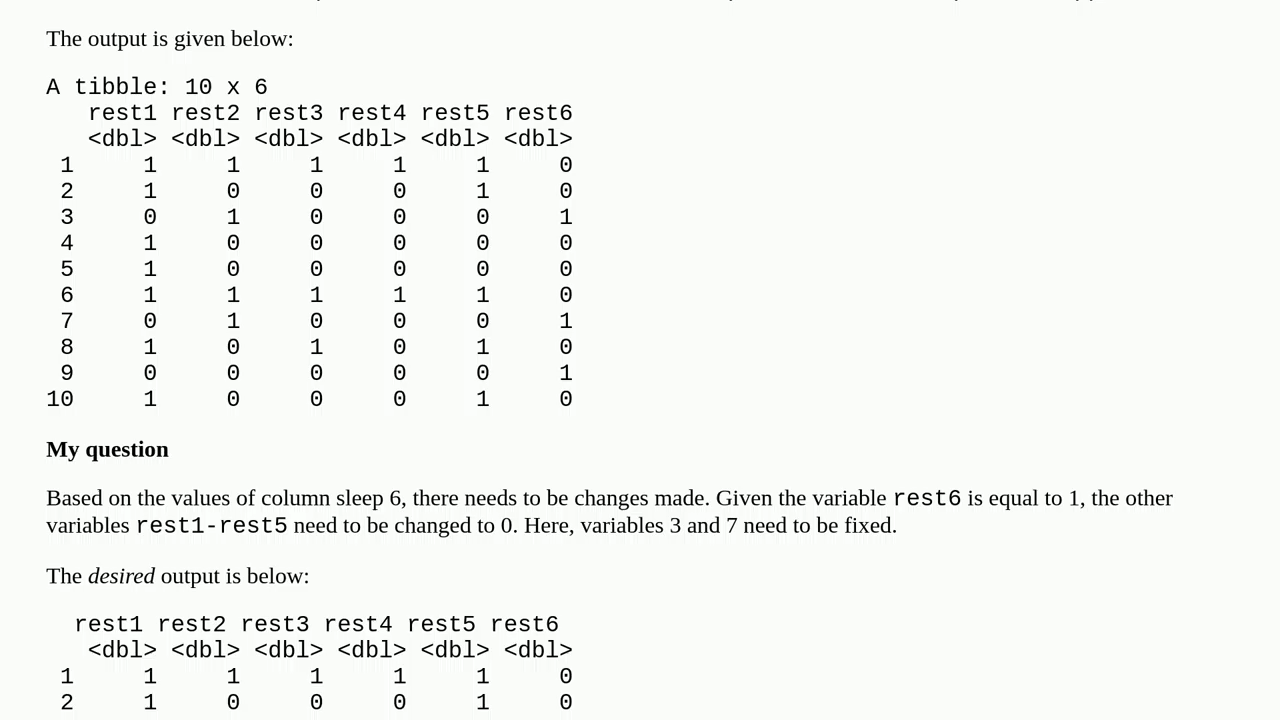 The output is given below:
A tibble: 10 x 6
   rest1 rest2 rest3 rest4 rest5 rest6
   <dbl> <dbl> <dbl> <dbl> <dbl> <dbl>
 1     1     1     1     1     1     0
 2     1     0     0     0     1     0
 3     0     1     0     0     0     1
 4     1     0     0     0     0     0
 5     1     0     0     0     0     0
 6     1     1     1     1     1     0
 7     0     1     0     0     0     1
 8     1     0     1     0     1     0
 9     0     0     0     0     0     1
10     1     0     0     0     1     0
My question
Based on the values of column sleep 6, there needs to be changes made. Given the variable rest6 is equal to 1, the other
variables rest1-rest5 need to be changed to 0. Here, variables 3 and 7 need to be fixed.
The desired output is below:
  rest1 rest2 rest3 rest4 rest5 rest6
   <dbl> <dbl> <dbl> <dbl> <dbl> <dbl>
 1     1     1     1     1     1     0
 2     1     0     0     0     1     0